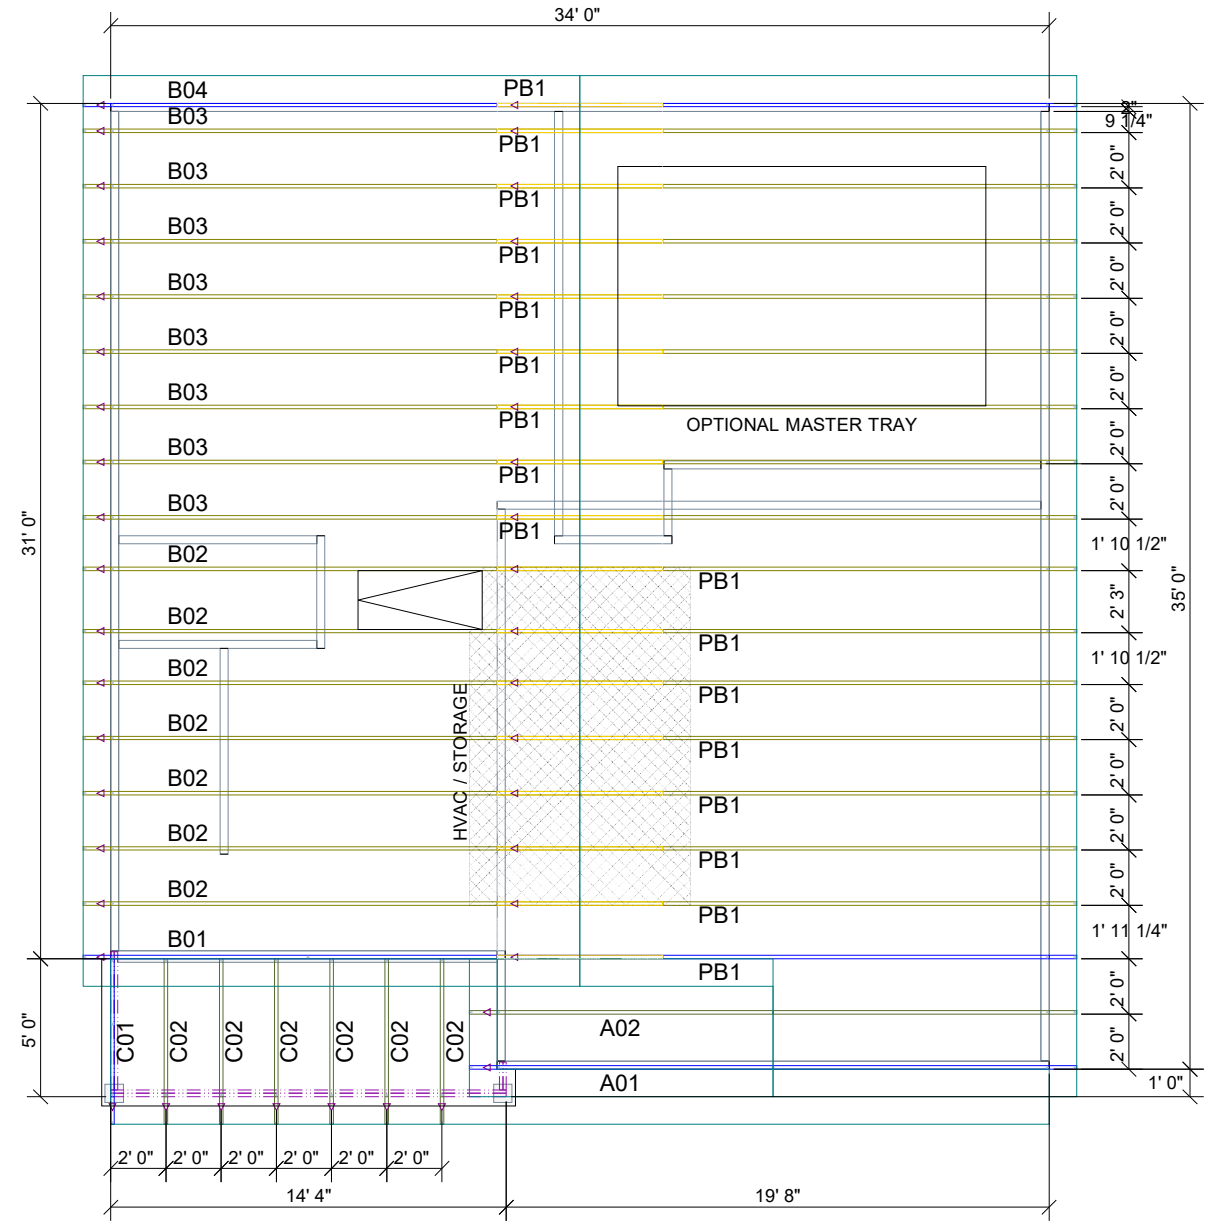 34' 0"
B04 PB1
2"
B03 9 1/4"
PB1
2' 0"
B03
PB1
2' 0"
B03
PB1
2' 0"
B03
PB1
2' 0"
B03
PB1
2' 0"
B03
PB1
OPTIONAL MASTER TRAY
2' 0"
B03
PB1
2' 0"
B03
PB1
31' 0"
1' 10 1/2"
B02
PB1
2' 3"
35' 0"
B02
PB1
1' 10 1/2"
B02
PB1
2' 0"
HVAC / STORAGE
B02
PB1
2' 0"
B02
PB1
2' 0"
B02
PB1
2' 0"
B02
PB1
1' 11 1/4"
B01
PB1
2' 0"
5' 0"
C01 C02 C02 C02 C02 C02 C02
A02
2' 0"
A01
1' 0"
2' 0" 2' 0" 2' 0" 2' 0" 2' 0" 2' 0"
14' 4" 19' 8"